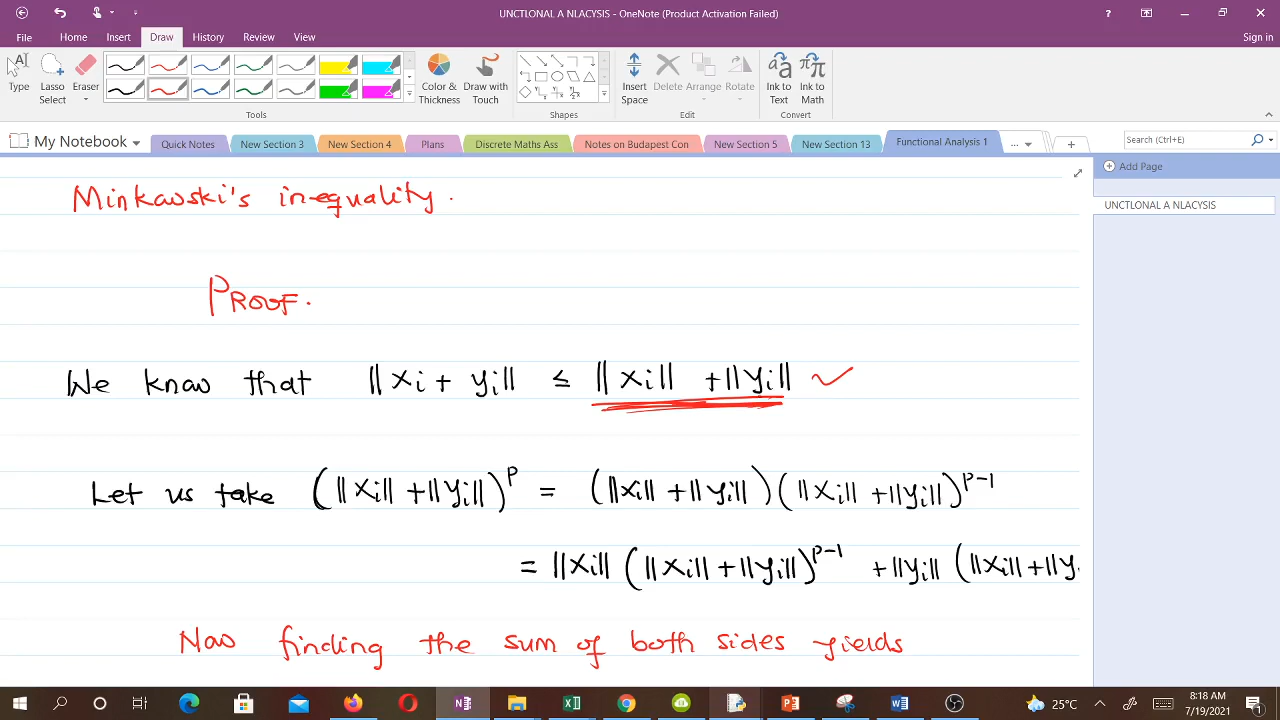 UNCTLONAL A NLACYSIS - OneNote (Product Activation Failed)
File Home Insert Draw History Review View
Sign in
Type Lasso Select Eraser Color & Thickness Draw with Touch Insert Space Delete Arrange Rotate Ink to Text Ink to Math
Tools Shapes Edit Convert
My Notebook Quick Notes New Section 3 New Section 4 Plans Discrete Maths Ass Notes on Budapest Con New Section 5 New Section 13 Functional Analysis 1 ... Search (Ctrl+E)
Add Page
UNCTLONAL A NLACYSIS
Minkawski's inequality.
PROOF.
We know that ||xi + yi|| ≤ ||xi|| + ||yi||
Let us take (||xi|| + ||yi||)^p = (||xi|| + ||yi||)(||xi|| + ||yi||)^p-1
= ||xi|| (||xi|| + ||yi||)^p-1 + ||yi|| (||xi|| + ||y
Now finding the sum of both sides yields
25°C
8:18 AM
7/19/2021